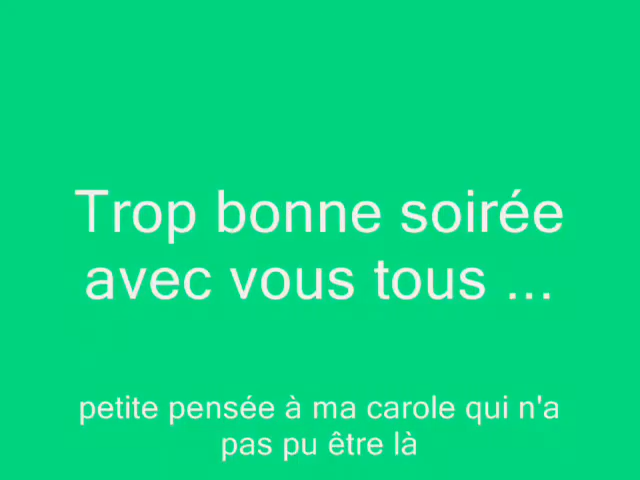 Trop bonne soirée
avec vous tous ...
petite pensée à ma carole qui n'a
pas pu être là